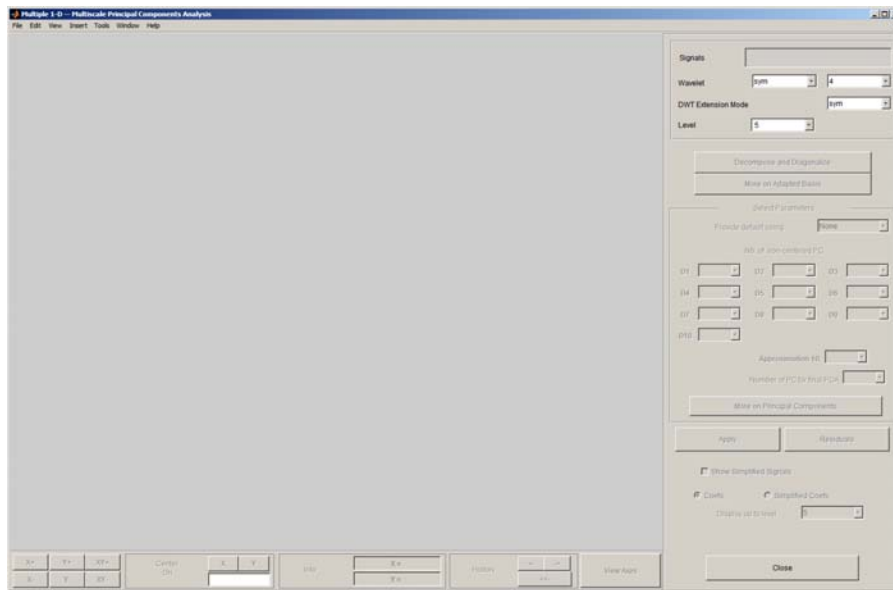 Multiple 1-D -- Multiscale Principal Components Analysis
File Edit View Insert Tools Window Help
Signals
Wavelet sym 4
DWT Extension Mode sym
Level 5
Decompose and Diagonalize
More on Adapted Basis
Select Parameters
Provide default using None
Nb. of non-centered PC
D1 D2 D3
D4 D5 D6
D7 D8 D9
D10
Approximation
Number of PC for final PCA
More on Principal Components
Apply Residuals
Show Simplified Signals
Coefs Simplified Coefs
Display up to level 5
X+ Y+ XY+
X- Y- XY-
Center On X Y
Info X = Y =
History <- -> <<-
View Axes
Close